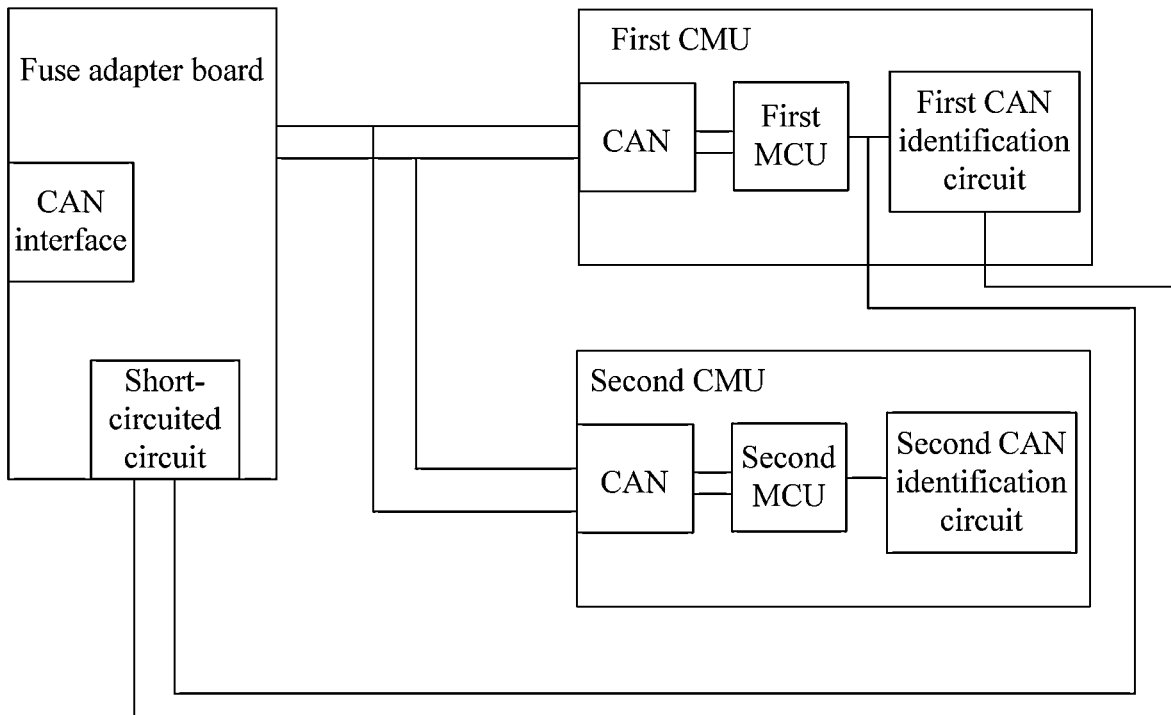 Fuse adapter board
CAN
interface
Short-
circuited
circuit
First CMU
CAN
First
MCU
First CAN
identification
circuit
Second CMU
CAN
Second
MCU
Second CAN
identification
circuit